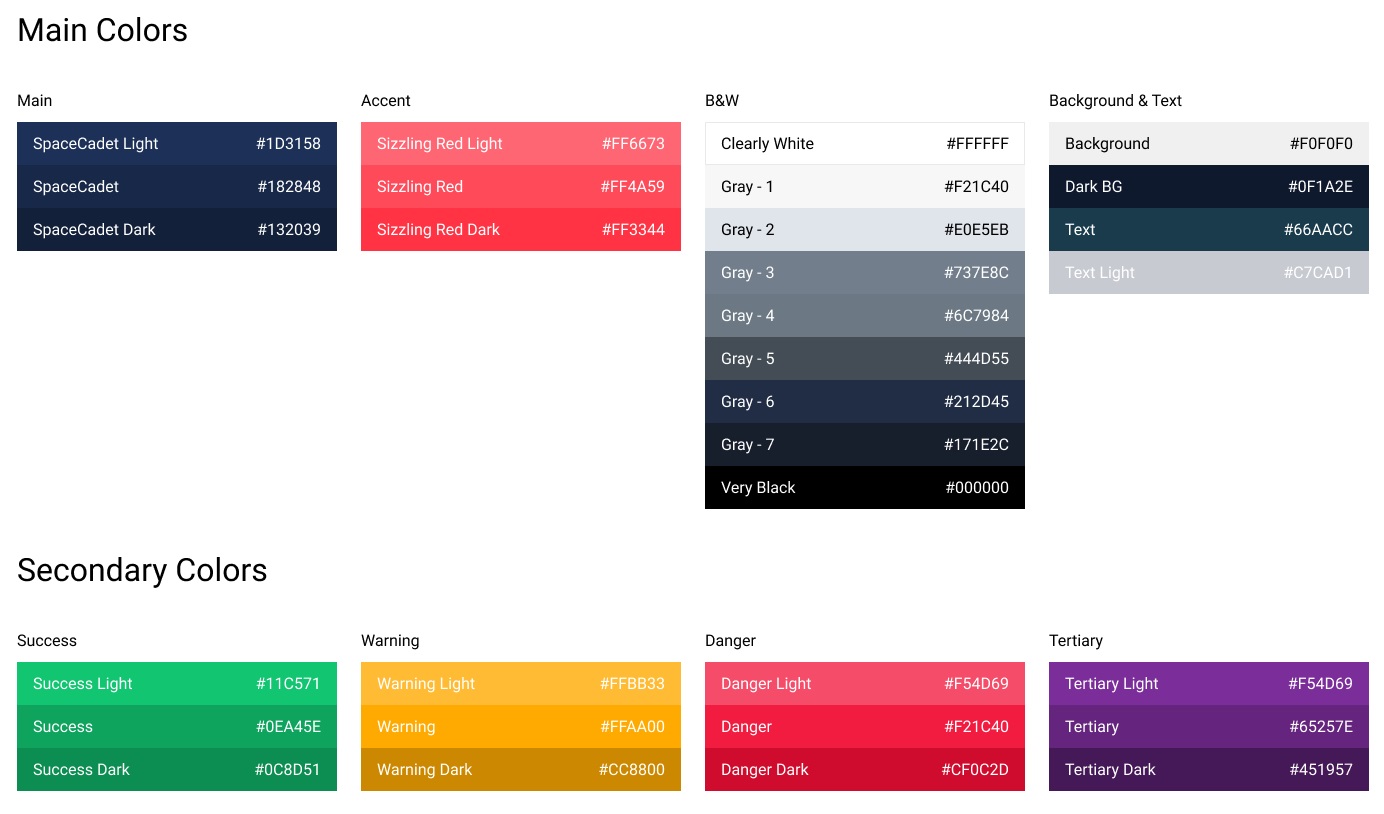 Main Colors
Main
SpaceCadet Light #1D3158
SpaceCadet #182848
SpaceCadet Dark #132039
Accent
Sizzling Red Light #FF6673
Sizzling Red #FF4A59
Sizzling Red Dark #FF3344
B&W
Clearly White #FFFFFF
Gray - 1 #F21C40
Gray - 2 #E0E5EB
Gray - 3 #737E8C
Gray - 4 #6C7984
Gray - 5 #444D55
Gray - 6 #212D45
Gray - 7 #171E2C
Very Black #000000
Background & Text
Background #F0F0F0
Dark BG #0F1A2E
Text #66AACC
Text Light #C7CAD1
Secondary Colors
Success
Success Light #11C571
Success #0EA45E
Success Dark #0C8D51
Warning
Warning Light #FFBB33
Warning #FFAA00
Warning Dark #CC8800
Danger
Danger Light #F54D69
Danger #F21C40
Danger Dark #CF0C2D
Tertiary
Tertiary Light #F54D69
Tertiary #65257E
Tertiary Dark #451957